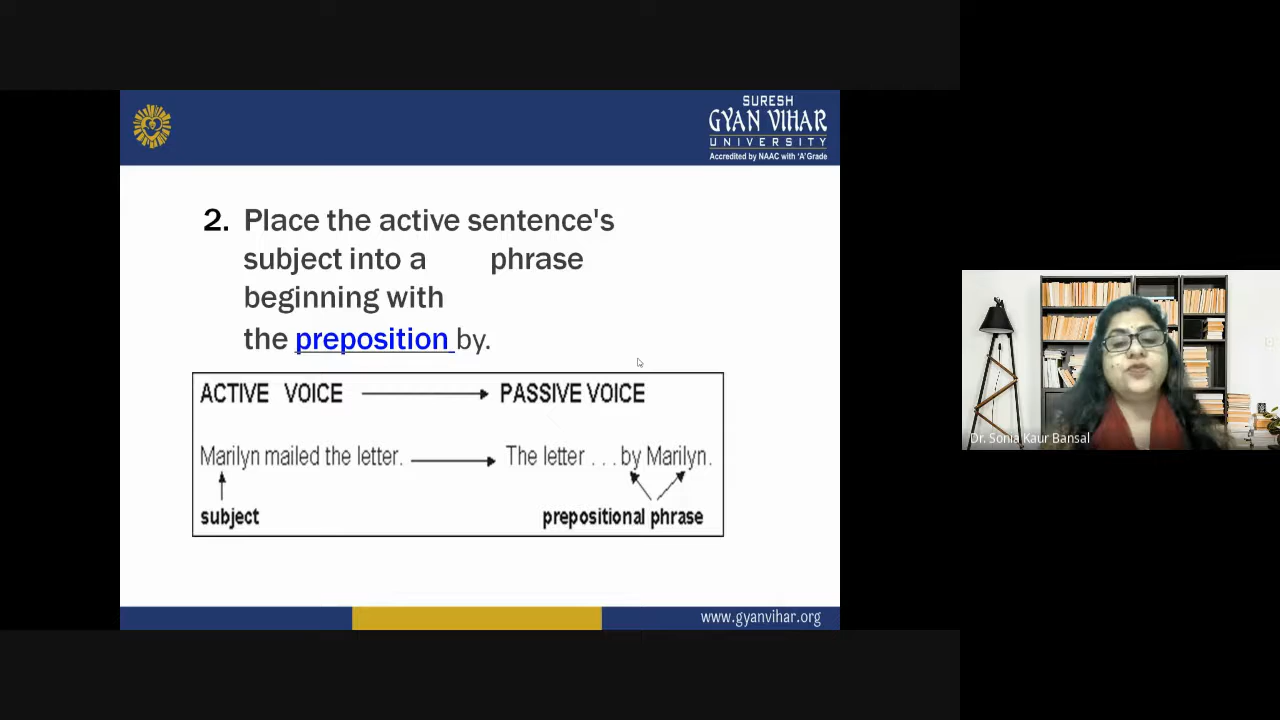 SURESH
GYAN VIHAR
UNIVERSITY
Accredited by NAAC with 'A' Grade
2. Place the active sentence's
subject into a phrase
beginning with
the preposition by.
ACTIVE VOICE PASSIVE VOICE
Marilyn mailed the letter. The letter . . . by Marilyn.
subject prepositional phrase
www.gyanvihar.org
Dr. Sonia Kaur Bansal